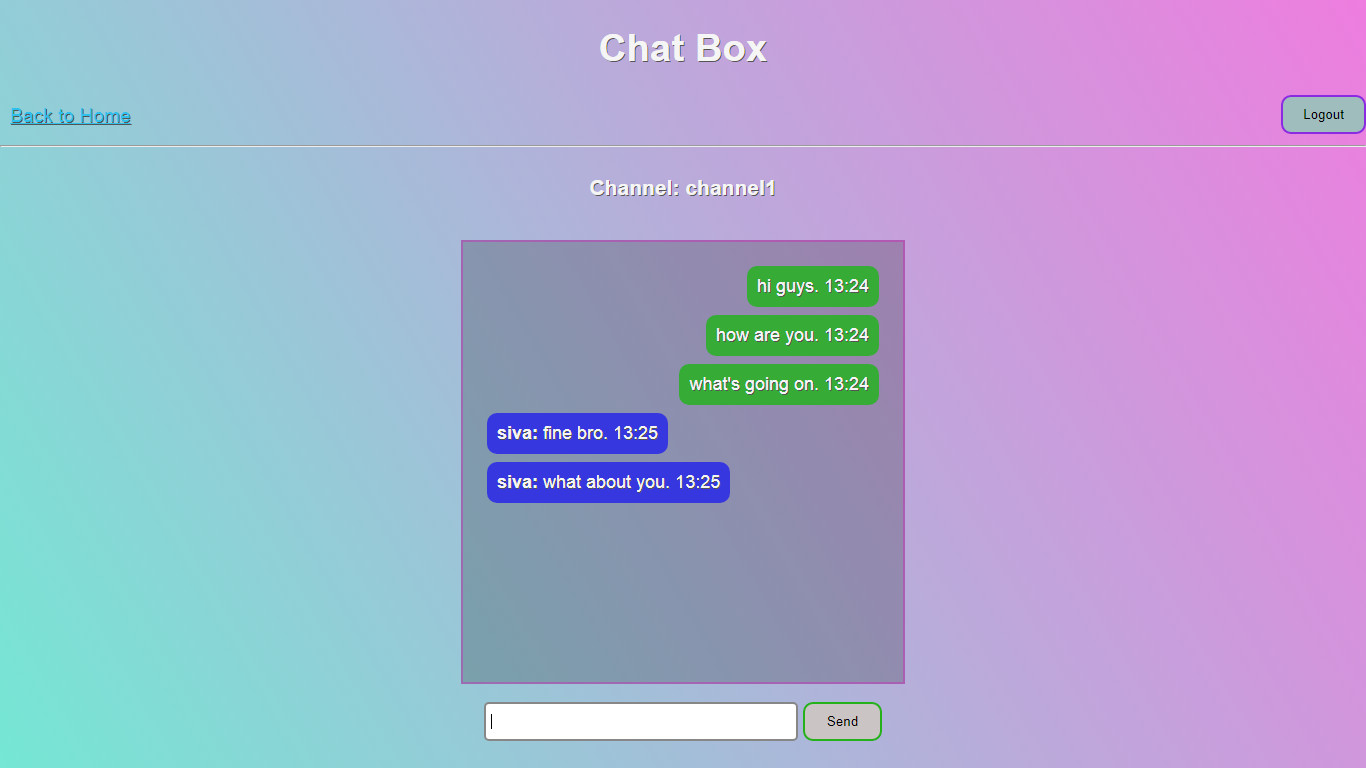 Chat Box
Back to Home
Logout
Channel: channel1
hi guys. 13:24
how are you. 13:24
what's going on. 13:24
siva: fine bro. 13:25
siva: what about you. 13:25
Send